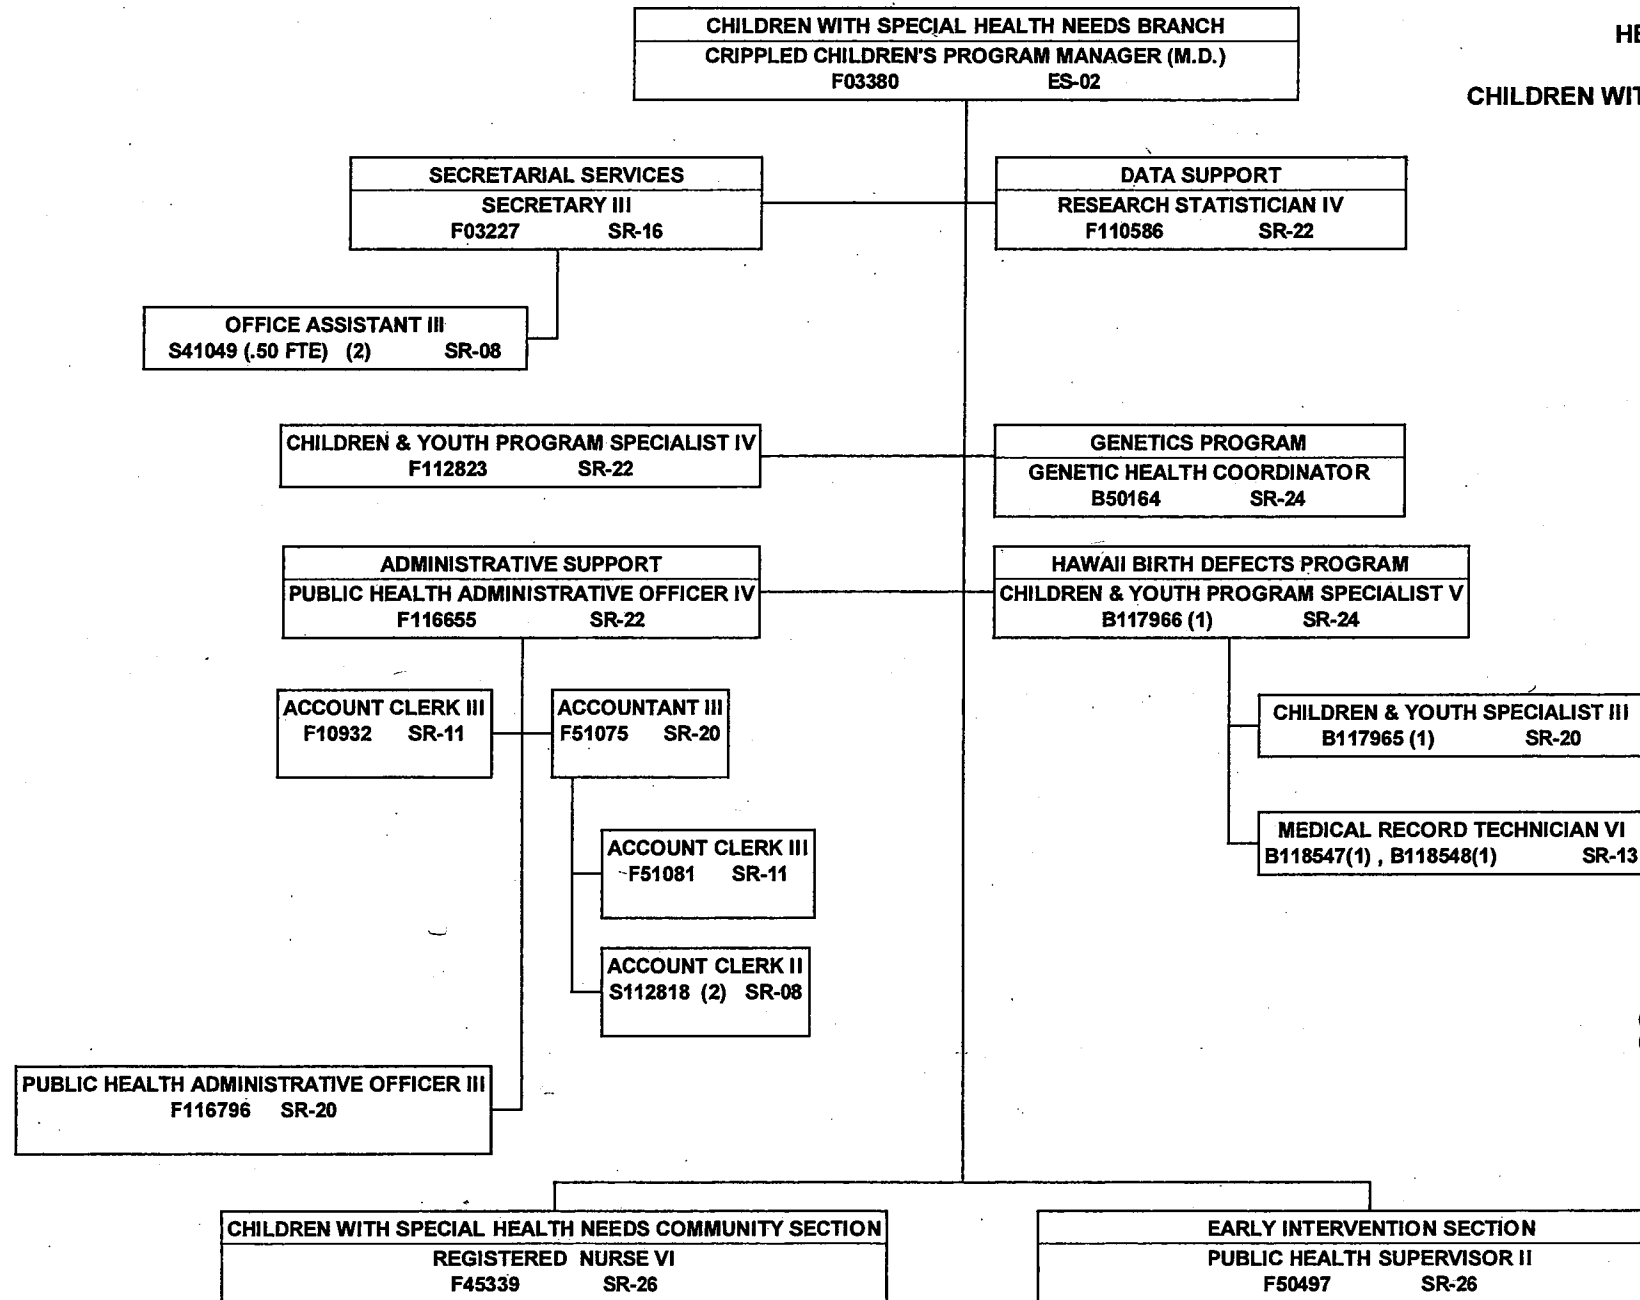 CHILDREN WITH SPECIAL HEALTH NEEDS BRANCH
CRIPPLED CHILDREN'S PROGRAM MANAGER (M.D.)
F03380 ES-02
CHILDREN
SECRETARIAL SERVICES
SECRETARY III
F03227 SR-16
DATA SUPPORT
RESEARCH STATISTICIAN IV
F110586 SR-22
OFFICE ASSISTANT III
S41049 (.50 FTE) (2) SR-08
CHILDREN & YOUTH PROGRAM SPECIALIST IV
F112823 SR-22
GENETICS PROGRAM
GENETIC HEALTH COORDINATOR
B50164 SR-24
ADMINISTRATIVE SUPPORT
PUBLIC HEALTH ADMINISTRATIVE OFFICER IV
F116655 SR-22
HAWAII BIRTH DEFECTS PROGRAM
CHILDREN & YOUTH PROGRAM SPECIALIST V
B117966 (1) SR-24
ACCOUNT CLERK III
F10932 SR-11
ACCOUNTANT III
F51075 SR-20
CHILDREN & YOUTH SPECIALIST III
B117965 (1) SR-20
ACCOUNT CLERK III
F51081 SR-11
MEDICAL RECORD TECHNICIAN VI
B118547(1) , B118548(1) SR-13
ACCOUNT CLERK II
S112818 (2) SR-08
PUBLIC HEALTH ADMINISTRATIVE OFFICER III
F116796 SR-20
CHILDREN WITH SPECIAL HEALTH NEEDS COMMUNITY SECTION
REGISTERED NURSE VI
F45339 SR-26
EARLY INTERVENTION SECTION
PUBLIC HEALTH SUPERVISOR II
F50497 SR-26